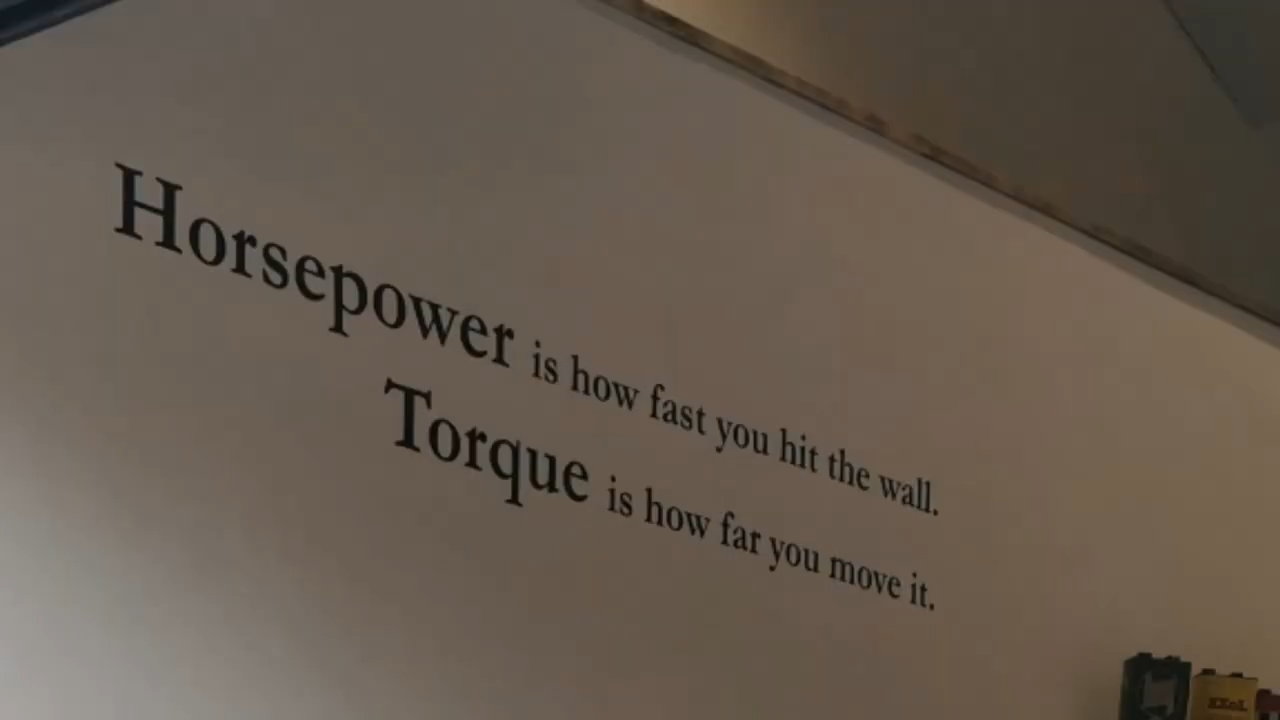 Horsepower is how fast you hit the wall.
Torque is how far you move it.